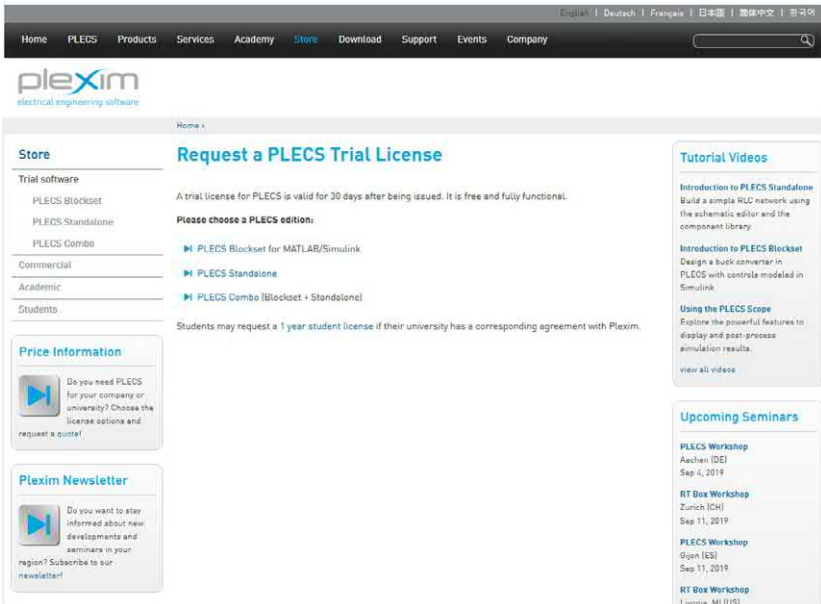 English | Deutsch | Français | 日本語 | 简体中文 | 한국어
Home PLECS Products Services Academy Store Download Support Events Company
plexim
electrical engineering software
Home ›
Store
Trial software
PLECS Blockset
PLECS Standalone
PLECS Combo
Commercial
Academic
Students
Price Information
Do you need PLECS
for your company or
university? Choose the
license options and
request a quote!
Plexim Newsletter
Do you want to stay
informed about new
developments and
seminars in your
region? Subscribe to our
newsletter!
Request a PLECS Trial License
A trial license for PLECS is valid for 30 days after being issued. It is free and fully functional.
Please choose a PLECS edition:
PLECS Blockset for MATLAB/Simulink
PLECS Standalone
PLECS Combo (Blockset + Standalone)
Students may request a 1 year student license if their university has a corresponding agreement with Plexim.
Tutorial Videos
Introduction to PLECS Standalone
Build a simple RLC network using
the schematic editor and the
component library.
Introduction to PLECS Blockset
Design a buck converter in
PLECS with controls modeled in
Simulink.
Using the PLECS Scope
Explore the powerful features to
display and post-process
simulation results.
view all videos
Upcoming Seminars
PLECS Workshop
Aachen (DE)
Sep 4, 2019
RT Box Workshop
Zurich (CH)
Sep 11, 2019
PLECS Workshop
Gijon (ES)
Sep 11, 2019
RT Box Workshop
Livonia, MI (US)